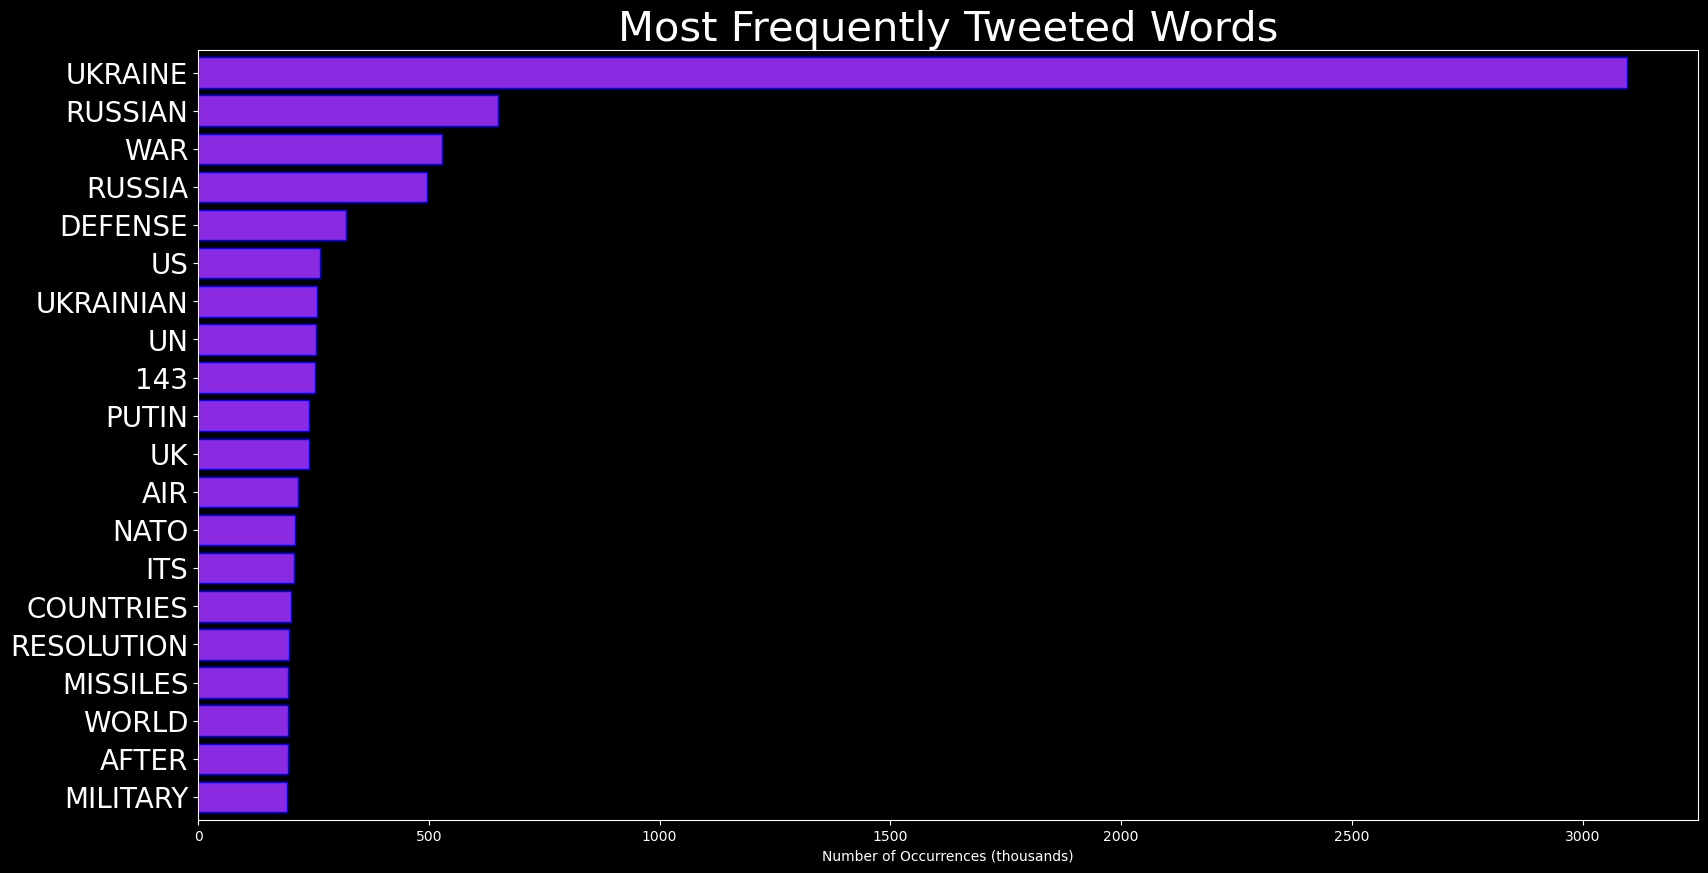 Most Frequently Tweeted Words
UKRAINE
RUSSIAN
WAR
RUSSIA
DEFENSE
US
UKRAINIAN
UN
143
PUTIN
UK
AIR
NATO
ITS
COUNTRIES
RESOLUTION
MISSILES
WORLD
AFTER
MILITARY
0 500 1000 1500 2000 2500 3000
Number of Occurrences (thousands)